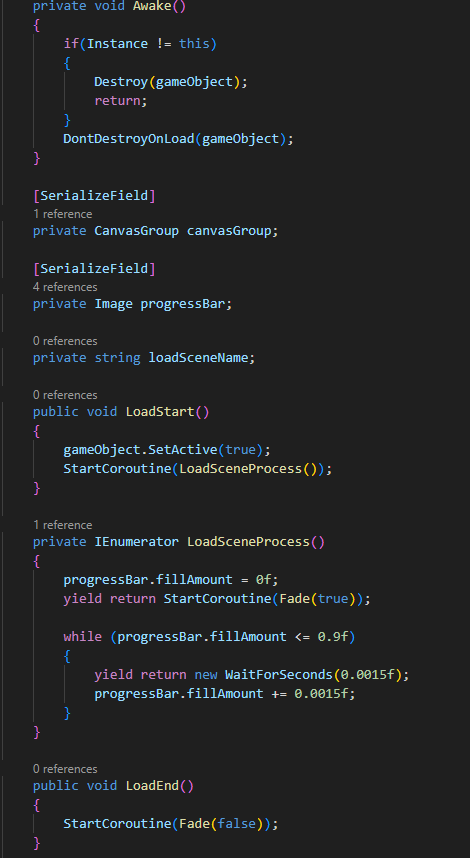 private void Awake()
{
if(Instance != this)
{
Destroy(gameObject);
return;
}
DontDestroyOnLoad(gameObject);
}
[SerializeField]
1 reference
private CanvasGroup canvasGroup;
[SerializeField]
4 references
private Image progressBar;
0 references
private string loadSceneName;
0 references
public void LoadStart()
{
gameObject.SetActive(true);
StartCoroutine(LoadSceneProcess());
}
1 reference
private IEnumerator LoadSceneProcess()
{
progressBar.fillAmount = 0f;
yield return StartCoroutine(Fade(true));
while (progressBar.fillAmount <= 0.9f)
{
yield return new WaitForSeconds(0.0015f);
progressBar.fillAmount += 0.0015f;
}
}
0 references
public void LoadEnd()
{
StartCoroutine(Fade(false));
}